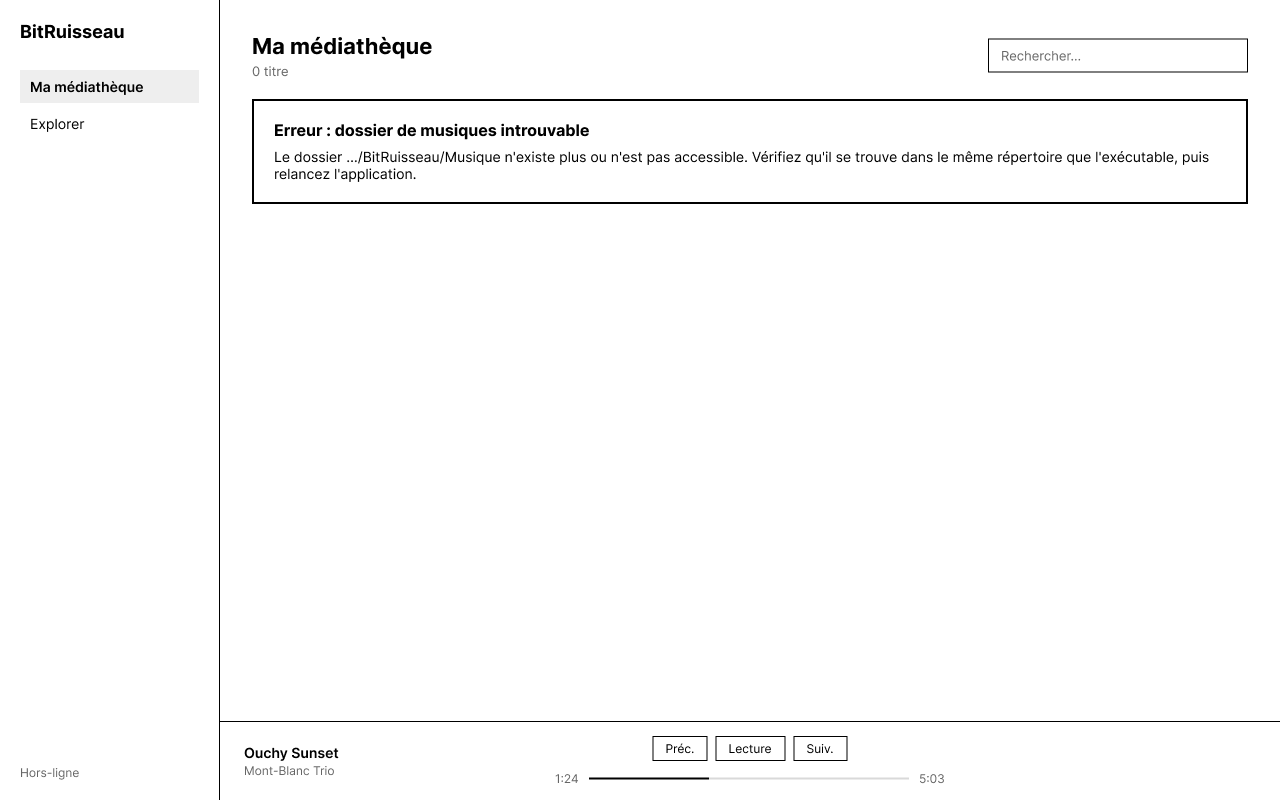 BitRuisseau
Ma médiathèque
Explorer
Hors-ligne
Ma médiathèque
0 titre
Rechercher...
Erreur : dossier de musiques introuvable
Le dossier .../BitRuisseau/Musique n'existe plus ou n'est pas accessible. Vérifiez qu'il se trouve dans le même répertoire que l'exécutable, puis
relancez l'application.
Ouchy Sunset
Mont-Blanc Trio
Préc.
Lecture
Suiv.
1:24
5:03